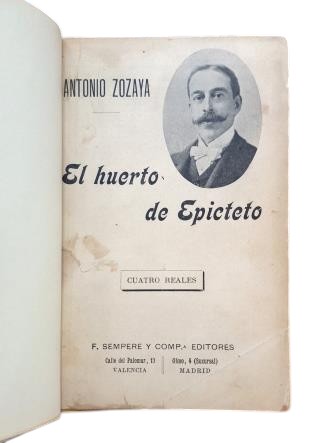 ANTONIO ZOZAYA
El huerto
de Epicteto
CUATRO REALES
F. SEMPERE Y COMP.ª EDITORES
Calle del Palomar, 10
VALENCIA
Olmo, 4 (Sucursal)
MADRID